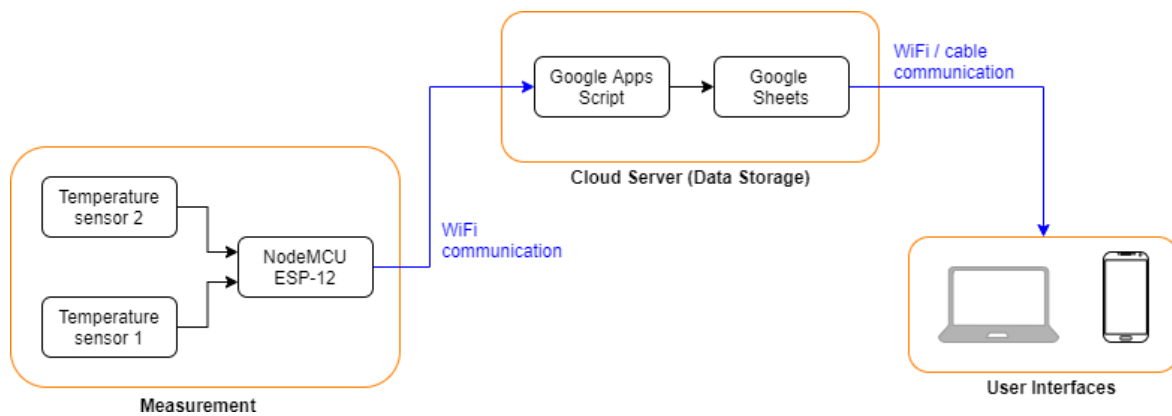 Temperature
sensor 2
Temperature
sensor 1
NodeMCU
ESP-12
Measurement
WiFi
communication
Google Apps
Script
Google
Sheets
Cloud Server (Data Storage)
WiFi / cable
communication
User Interfaces